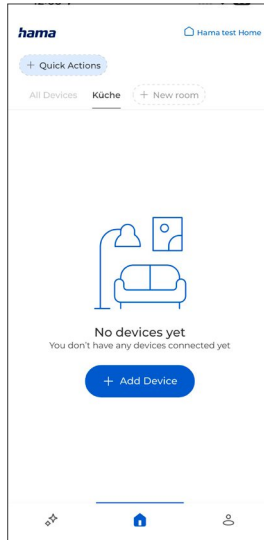 hama
Hama test Home
+ Quick Actions
All Devices Küche + New room
No devices yet
You don't have any devices connected yet
+ Add Device